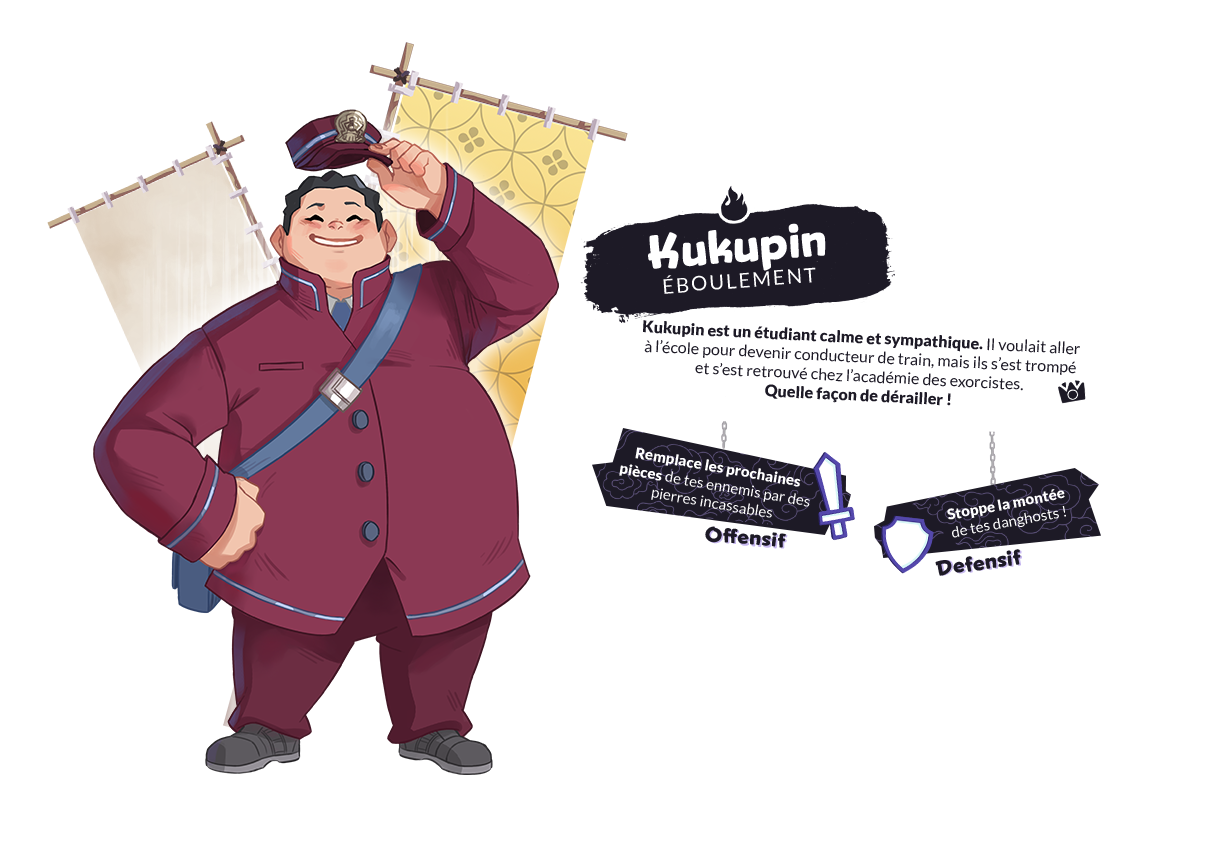 Kukupin
ÉBOULEMENT
Kukupin est un étudiant calme et sympathique. Il voulait aller
à l'école pour devenir conducteur de train, mais ils s'est trompé
et s'est retrouvé chez l'académie des exorcistes.
Quelle façon de dérailler !
Remplace les prochaines
pièces de tes ennemis par des
pierres incassables
Offensif
Stoppe la montée
de tes danghosts !
Defensif